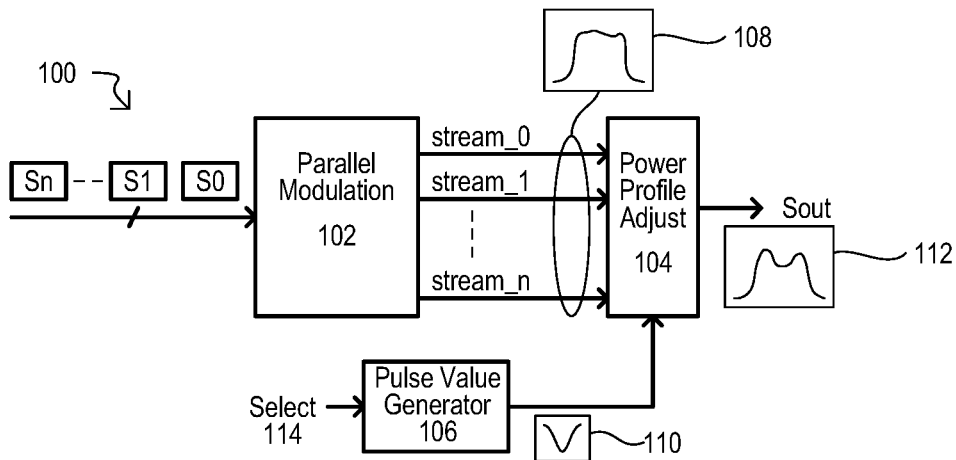 108
100
Sn
S1
S0
Parallel
Modulation
102
stream_0
stream_1
stream_n
Power
Profile
Adjust
104
Sout
112
Select
114
Pulse Value
Generator
106
110